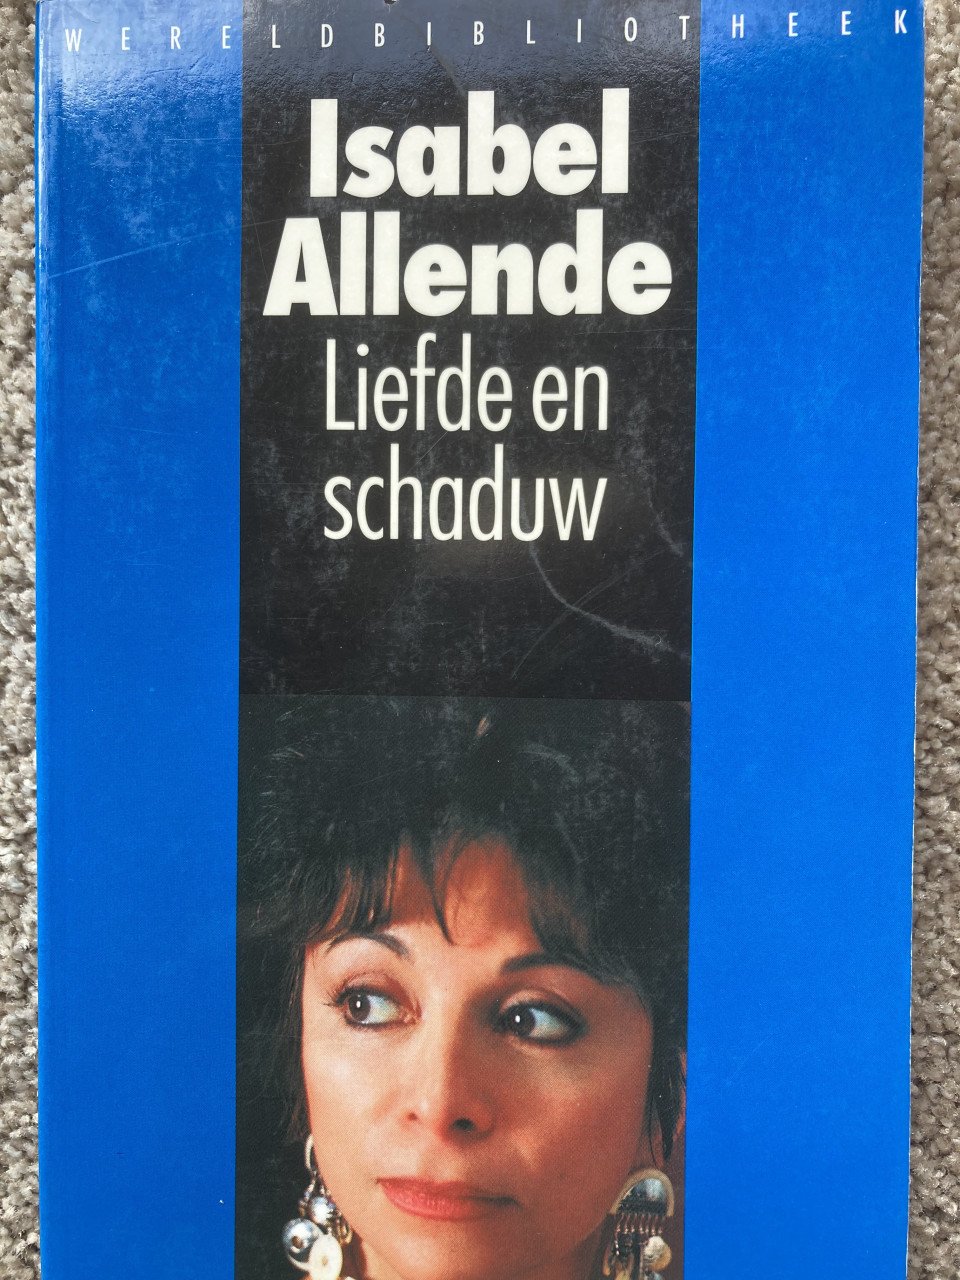 WERELDBIBLIOTHEEK
Isabel
Allende
Liefde en
schaduw